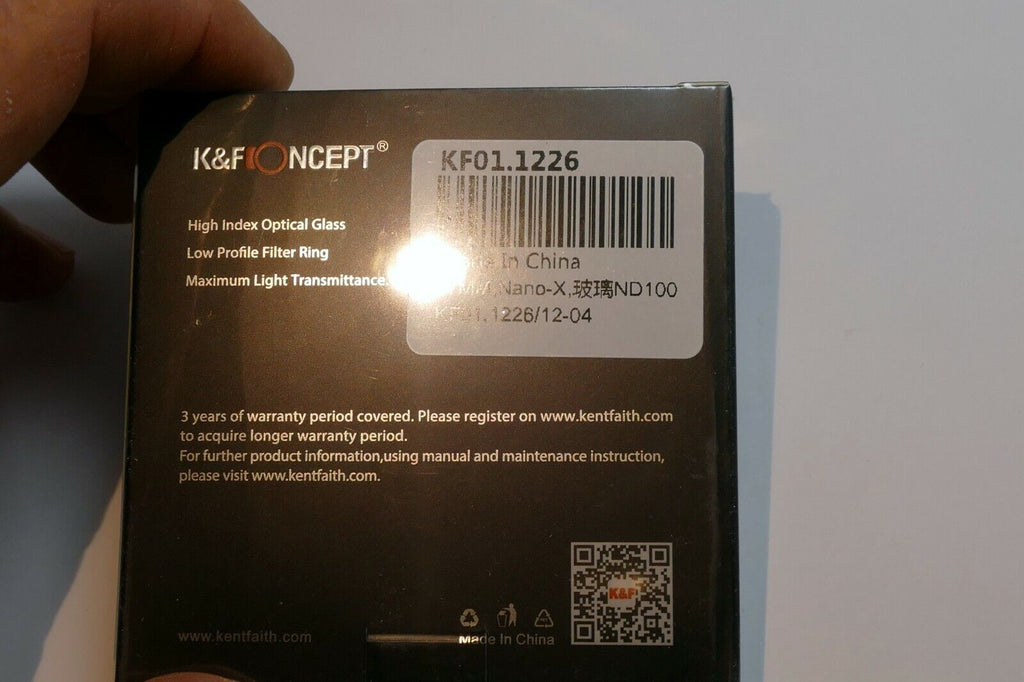 K&F CONCEPT®
KF01.1226
High Index Optical Glass
Low Profile Filter Ring
Maximum Light Transmittance
In China
,Nano-X,玻璃ND100
KF01.1226/12-04
3 years of warranty period covered. Please register on www.kentfaith.com
to acquire longer warranty period.
For further product information,using manual and maintenance instruction,
please visit www.kentfaith.com.
K&F
www.kentfaith.com
Made In China